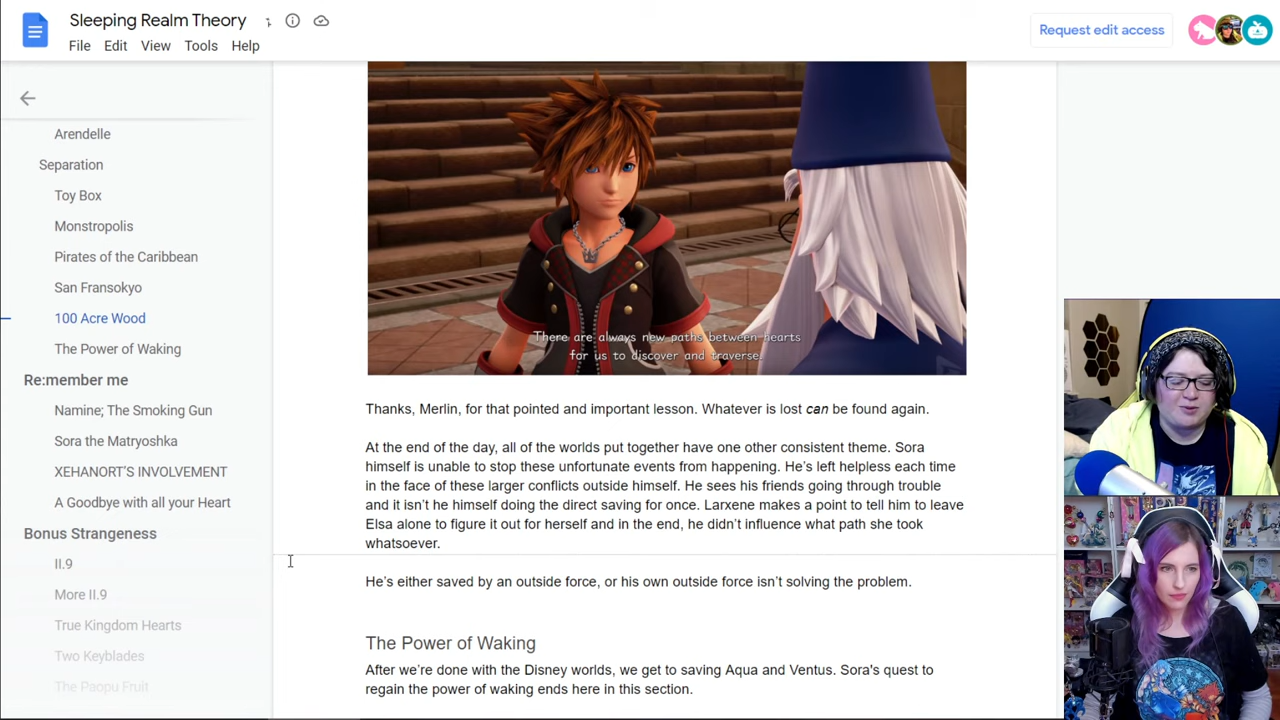 Sleeping Realm Theory
File Edit View Tools Help
Request edit access
Arendelle
Separation
Toy Box
Monstropolis
Pirates of the Caribbean
San Fransokyo
100 Acre Wood
The Power of Waking
Re:member me
Namine; The Smoking Gun
Sora the Matryoshka
XEHANORT'S INVOLVEMENT
A Goodbye with all your Heart
Bonus Strangeness
II.9
More II.9
True Kingdom Hearts
Two Keyblades
The Paopu Fruit
There are always new paths between hearts
for us to discover and traverse.
Thanks, Merlin, for that pointed and important lesson. Whatever is lost can be found again.
At the end of the day, all of the worlds put together have one other consistent theme. Sora
himself is unable to stop these unfortunate events from happening. He's left helpless each time
in the face of these larger conflicts outside himself. He sees his friends going through trouble
and it isn't he himself doing the direct saving for once. Larxene makes a point to tell him to leave
Elsa alone to figure it out for herself and in the end, he didn't influence what path she took
whatsoever.
He's either saved by an outside force, or his own outside force isn't solving the problem.
The Power of Waking
After we're done with the Disney worlds, we get to saving Aqua and Ventus. Sora's quest to
regain the power of waking ends here in this section.